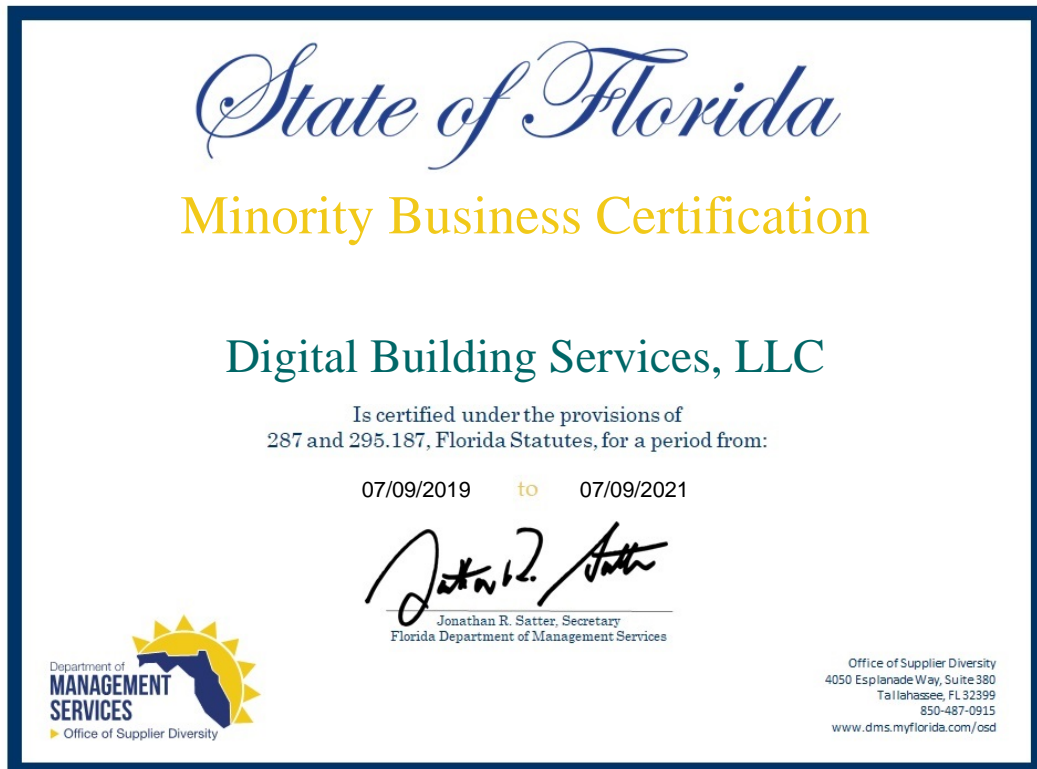 State of Florida
Minority Business Certification
Digital Building Services, LLC
Is certified under the provisions of
287 and 295.187, Florida Statutes, for a period from:
07/09/2019 to 07/09/2021
Jonathan R. Satter, Secretary
Florida Department of Management Services
Department of
MANAGEMENT
SERVICES
Office of Supplier Diversity
Office of Supplier Diversity
4050 Esplanade Way, Suite 380
Tallahassee, FL 32399
850-487-0915
www.dms.myflorida.com/osd